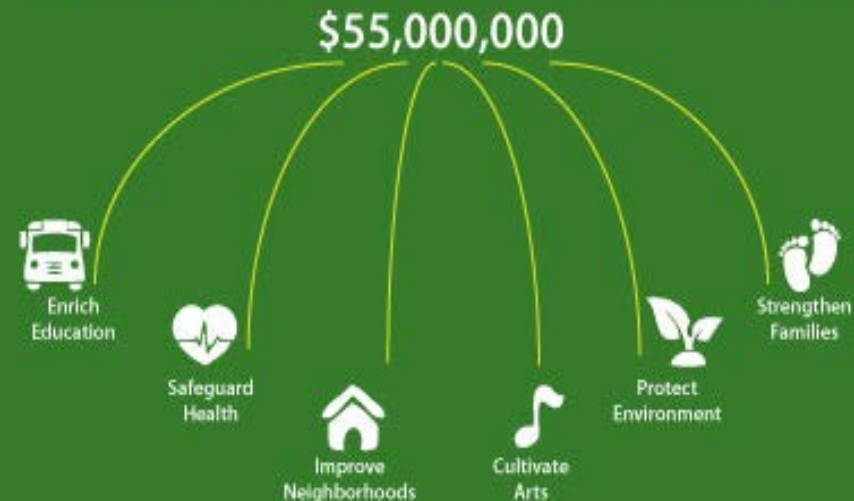 $55,000,000
Enrich
Education
Safeguard
Health
Improve
Neighborhoods
Cultivate
Arts
Protect
Environment
Strengthen
Families